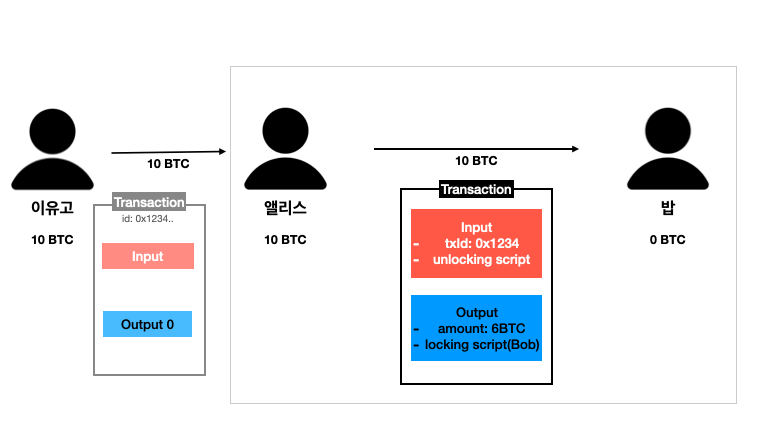 10 BTC
이유고
10 BTC
Transaction
id: 0x1234..
Input
Output 0
앨리스
10 BTC
10 BTC
Transaction
Input
- txId: 0x1234
- unlocking script
Output
- amount: 6BTC
- locking script(Bob)
밥
0 BTC